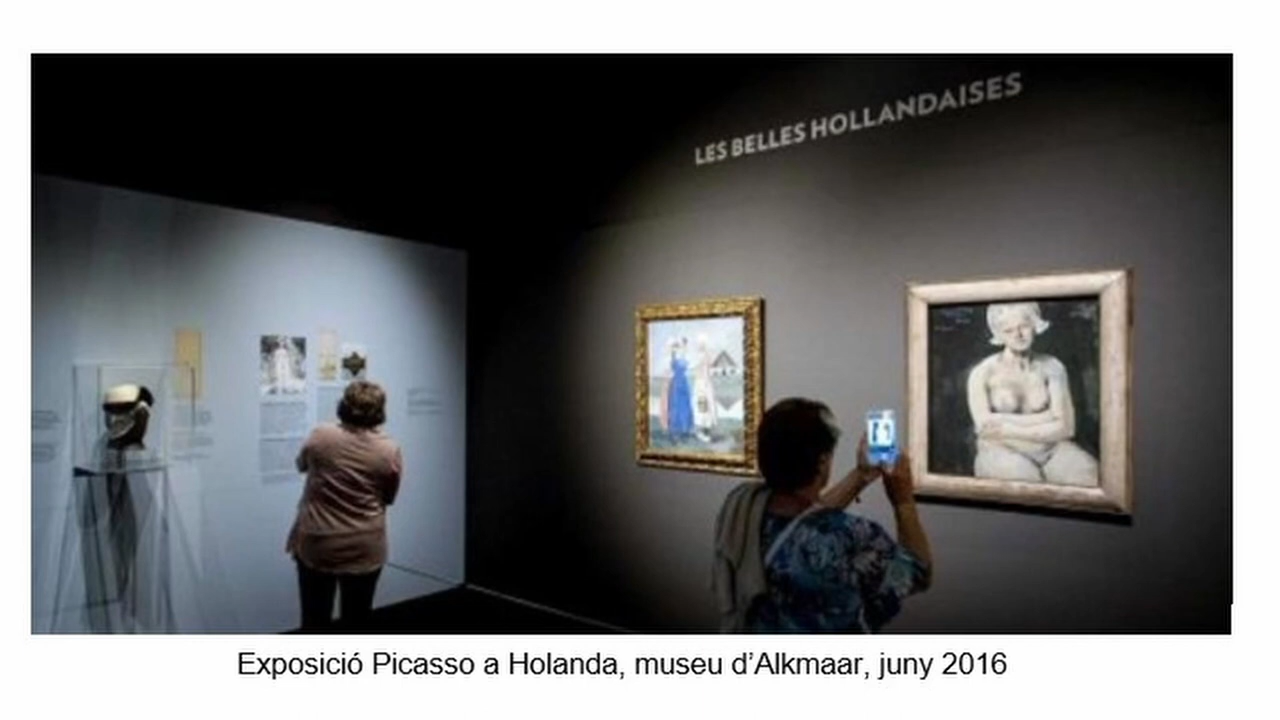 LES BELLES HOLLANDAISES
Exposició Picasso a Holanda, museu d'Alkmaar, juny 2016